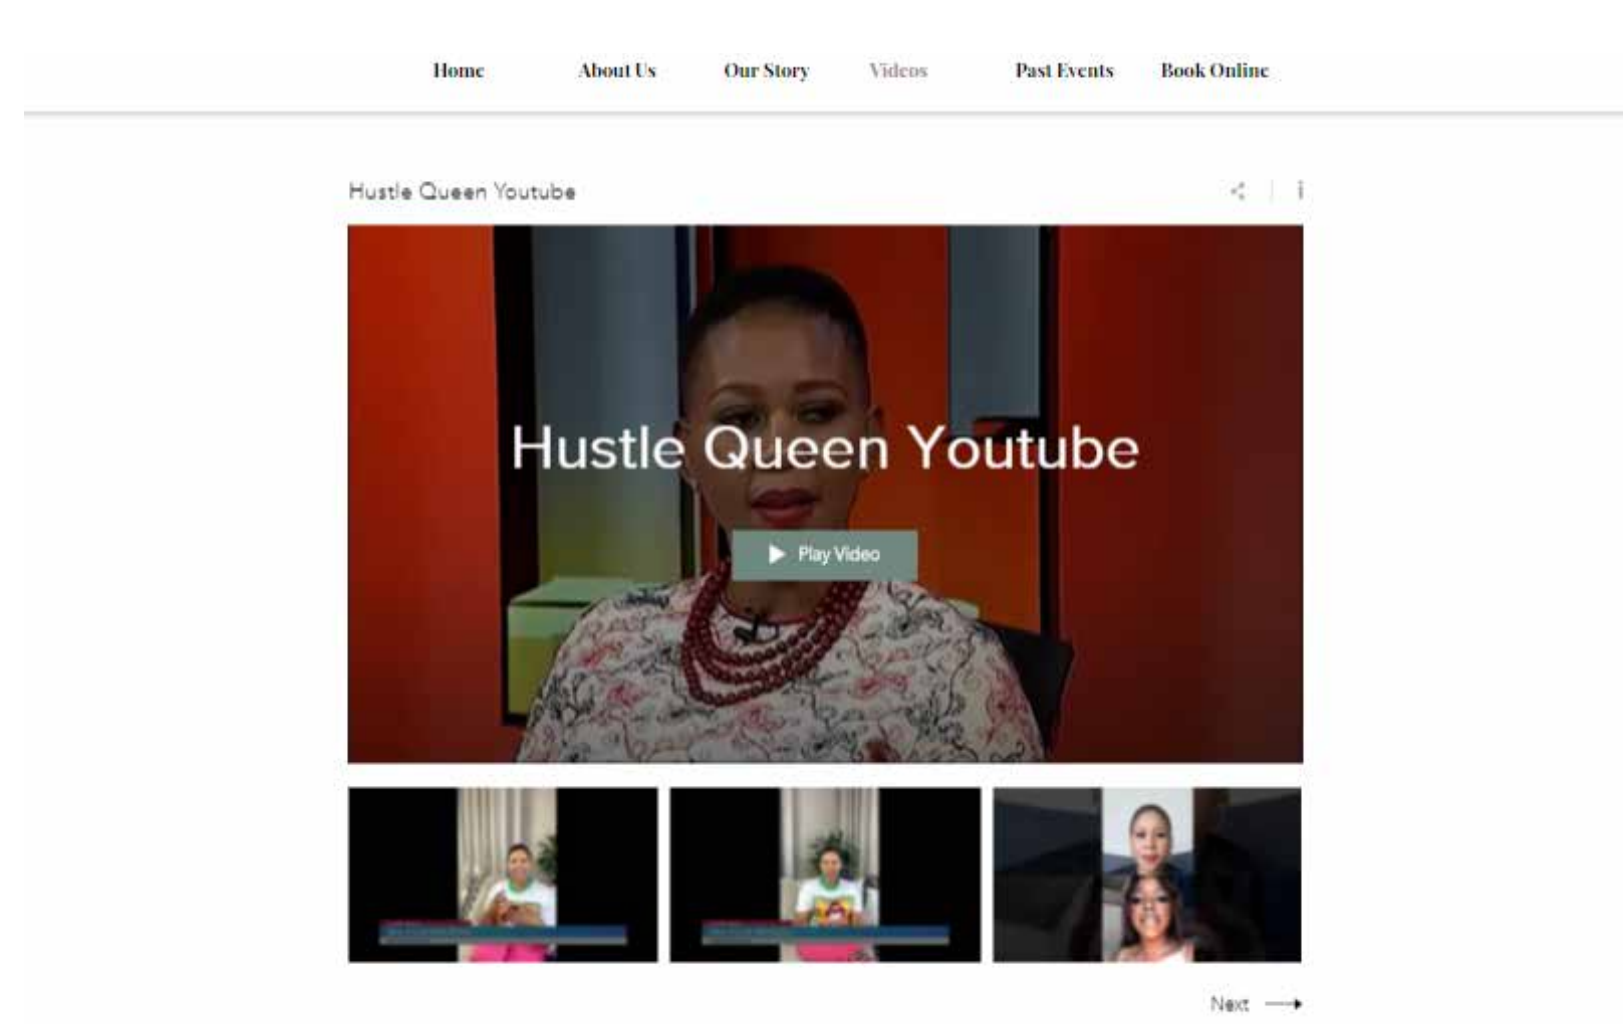 Home About Us Our Story Videos Past Events Book Online
Hustle Queen Youtube
Hustle Queen Youtube
Play Video
Next